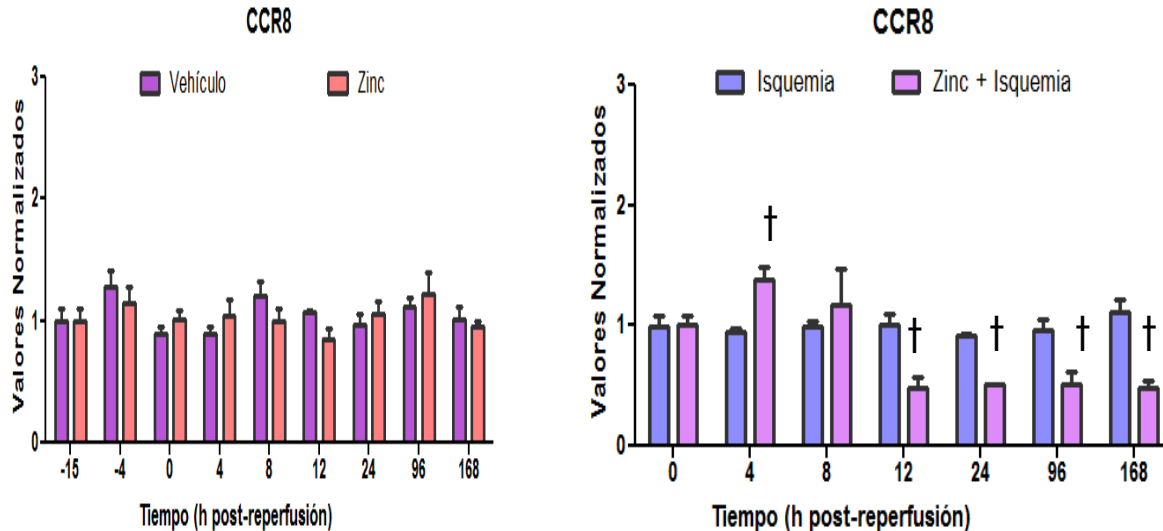 CCR8
Vehículo
Zinc
Valores Normalizados
3
2
1
0
-15 -4 0 4 8 12 24 96 168
Tiempo (h post-reperfusión)
CCR8
Isquemia
Zinc + Isquemia
Valores Normalizados
3
2
1
0
†
†
†
†
†
0 4 8 12 24 96 168
Tiempo (h post-reperfusión)